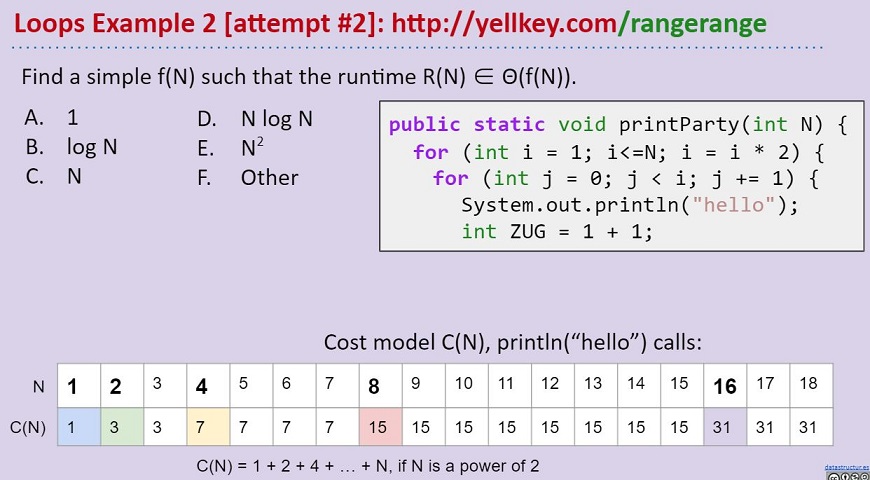 Loops Example 2 [attempt #2]: http://yellkey.com/rangerange
Find a simple f(N) such that the runtime R(N) ∈ Θ(f(N)).
A. 1
B. log N
C. N
D. N log N
E. N²
F. Other
public static void printParty(int N) {
for (int i = 1; i<=N; i = i * 2) {
for (int j = 0; j < i; j += 1) {
System.out.println("hello");
int ZUG = 1 + 1;
Cost model C(N), println(“hello”) calls:
N 1 2 3 4 5 6 7 8 9 10 11 12 13 14 15 16 17 18
C(N) 1 3 3 7 7 7 7 15 15 15 15 15 15 15 15 31 31 31
C(N) = 1 + 2 + 4 + … + N, if N is a power of 2
datastructur.es